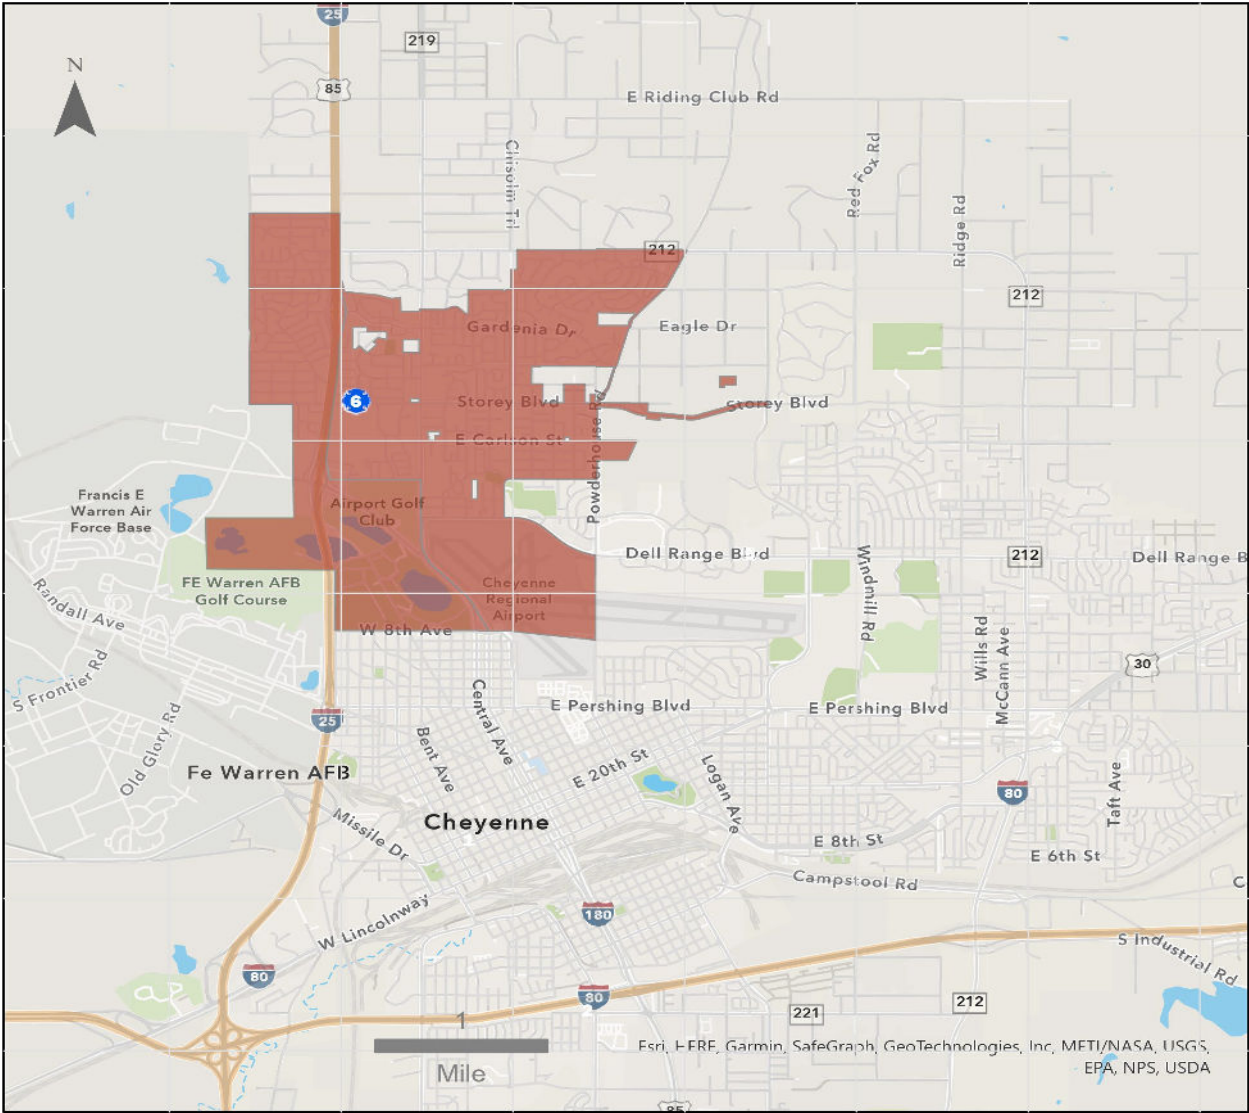 25
219
N
85
E Riding Club Rd
Chisolm Trl
Red Fox Rd
Ridge Rd
212
212
Gardenia Dr
Eagle Dr
6
Storey Blvd
Storey Blvd
E Carlson St
Powderhouse Rd
Francis E
Warren Air
Force Base
Airport Golf
Club
Dell Range Blvd
212
Dell Range B
Windmill Rd
FE Warren AFB
Golf Course
Cheyenne
Regional
Airport
Randall Ave
W 8th Ave
Wills Rd
McCann Ave
30
S Frontier Rd
Old Glory Rd
25
Central Ave
E Pershing Blvd
E Pershing Blvd
Bent Ave
Fe Warren AFB
E 20th St
Logan Ave
80
Taft Ave
Missile Dr
Cheyenne
E 8th St
E 6th St
Campstool Rd
C
180
W Lincolnway
S Industrial Rd
80
80
212
221
1
2
Mile
Esri, HERE, Garmin, SafeGraph, GeoTechnologies, Inc, METI/NASA, USGS,
EPA, NPS, USDA
85